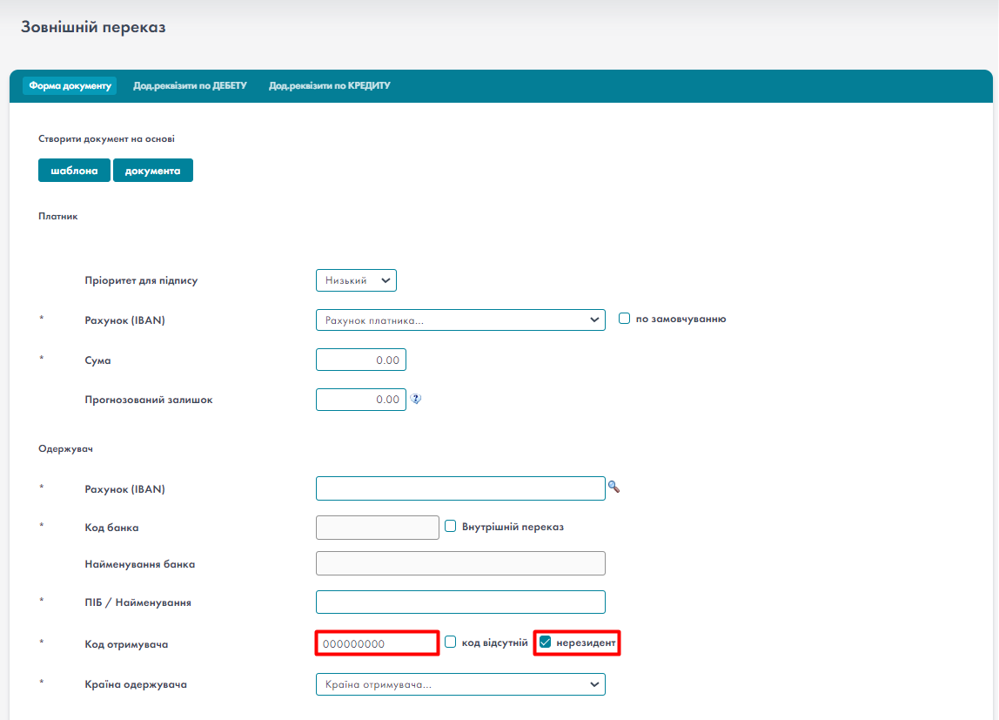 Зовнішній переказ
Форма документу Дод.реквізити по ДЕБЕТУ Дод.реквізити по КРЕДИТУ
Створити документ на основі
шаблона документа
Платник
Пріоритет для підпису Низький
* Рахунок (IBAN) Рахунок платника... по замовчуванню
* Сума 0.00
Прогнозований залишок 0.00 ?
Одержувач
* Рахунок (IBAN)
* Код банка Внутрішній переказ
Найменування банка
* ПІБ / Найменування
* Код отримувача 000000000 код відсутній нерезидент
* Країна одержувача Країна отримувача...